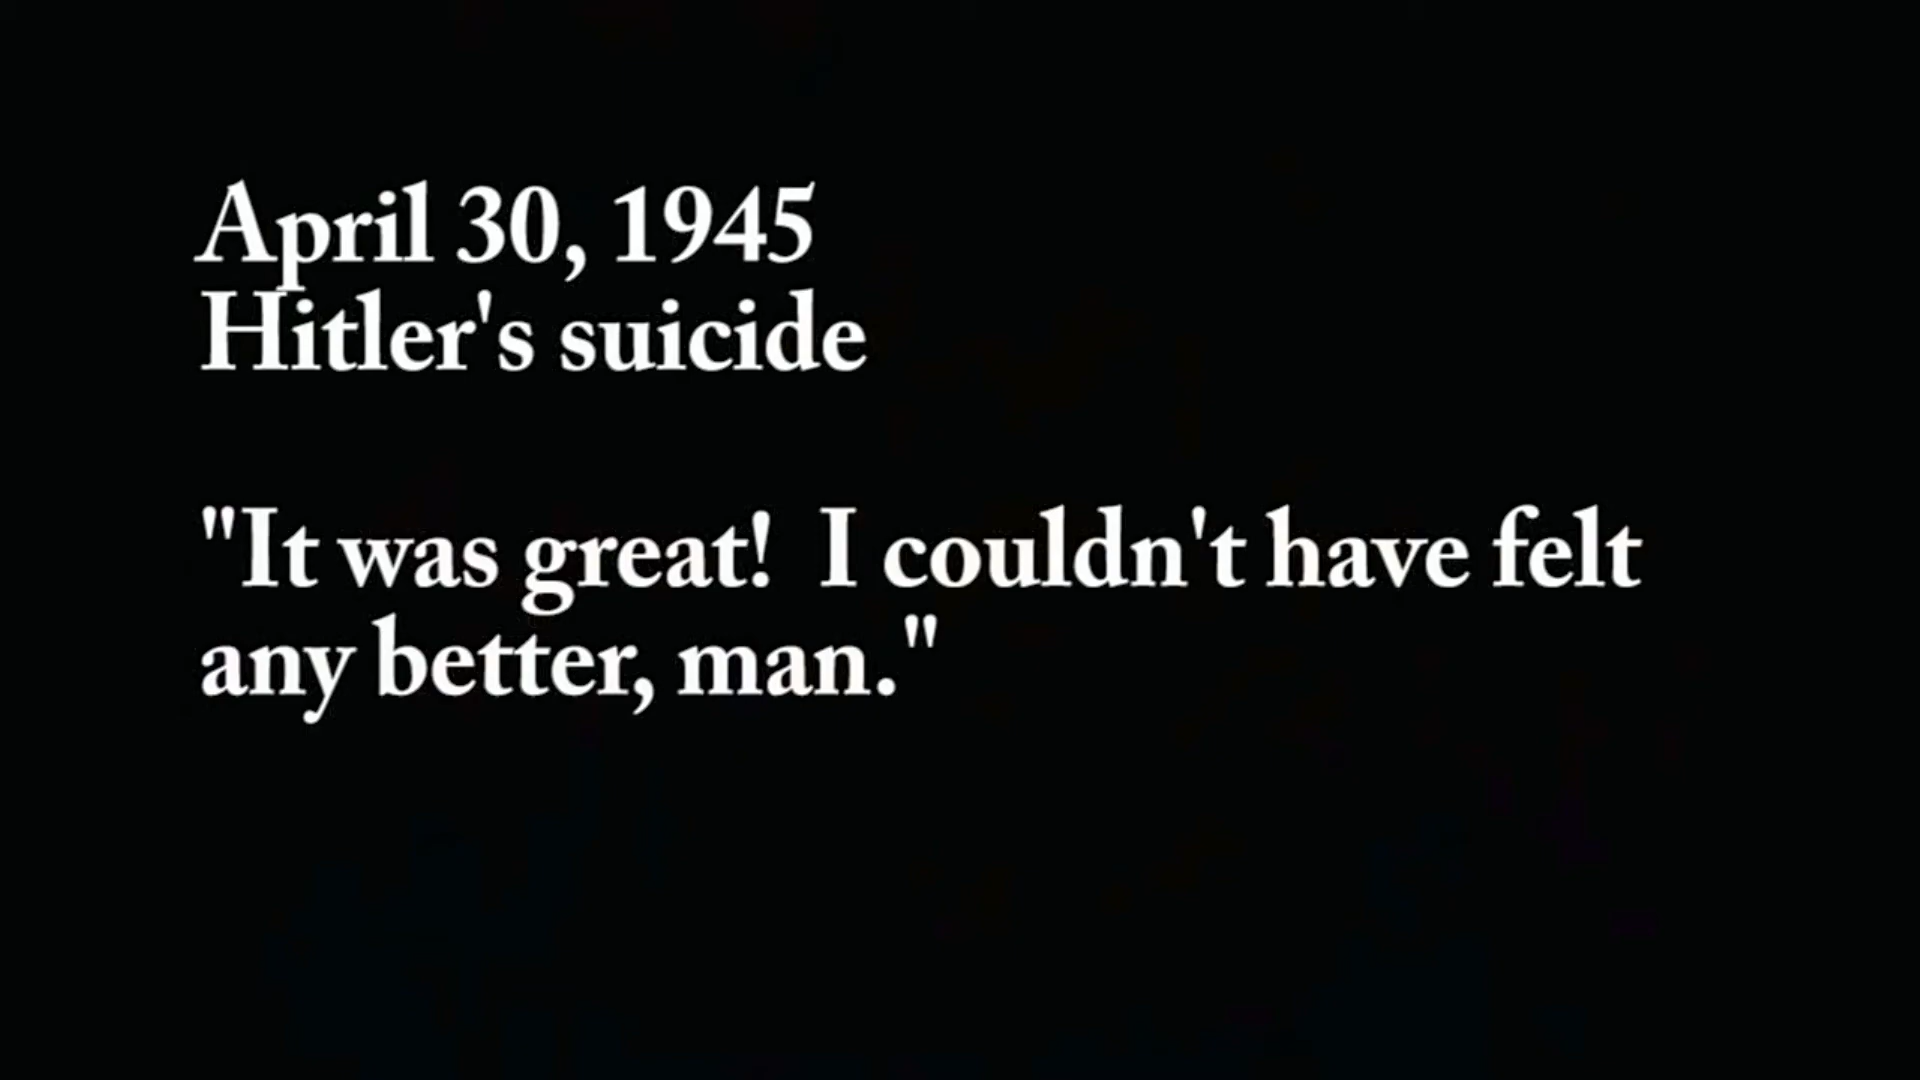 April 30, 1945
Hitler's suicide
"It was great!  I couldn't have felt
any better, man."